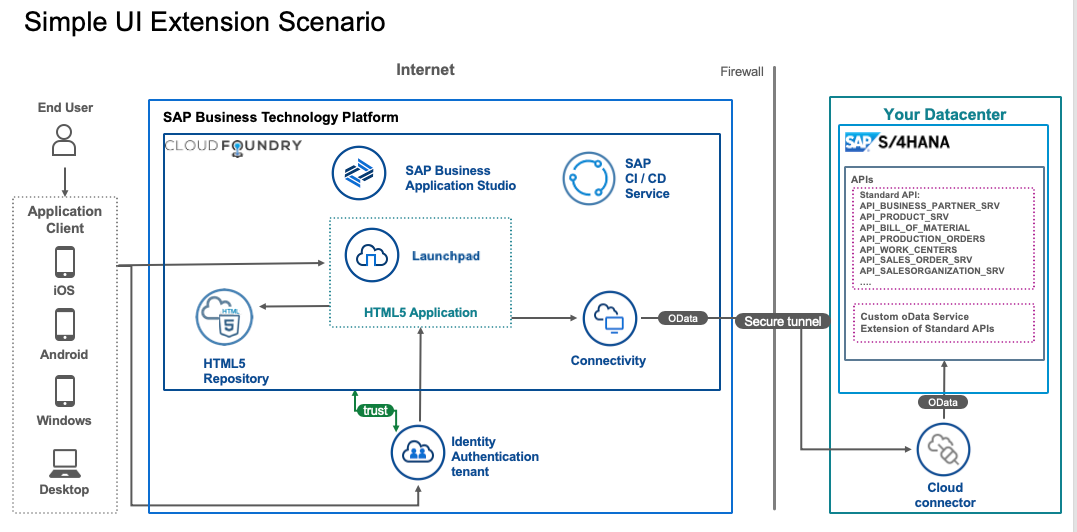 Simple UI Extension Scenario
Internet
Firewall
End User
Application
Client
iOS
Android
Windows
Desktop
SAP Business Technology Platform
CLOUD FOUNDRY
SAP Business
Application Studio
SAP
CI / CD
Service
Launchpad
HTML5 Application
HTML
5
HTML5
Repository
Connectivity
OData
Secure tunnel
trust
Identity
Authentication
tenant
Your Datacenter
SAP S/4HANA
APIs
Standard API:
API_BUSINESS_PARTNER_SRV
API_PRODUCT_SRV
API_BILL_OF_MATERIAL
API_PRODUCTION_ORDERS
API_WORK_CENTERS
API_SALES_ORDER_SRV
API_SALESORGANIZATION_SRV
....
Custom oData Service
Extension of Standard APIs
OData
Cloud
connector